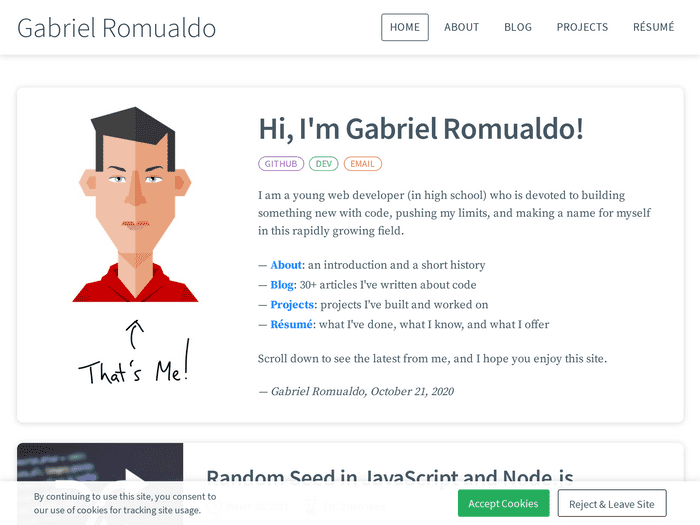 Gabriel Romualdo
HOME ABOUT BLOG PROJECTS RÉSUMÉ
Hi, I'm Gabriel Romualdo!
GITHUB DEV EMAIL
I am a young web developer (in high school) who is devoted to building
something new with code, pushing my limits, and making a name for myself
in this rapidly growing field.
— About: an introduction and a short history
— Blog: 30+ articles I've written about code
— Projects: projects I've built and worked on
— Résumé: what I've done, what I know, and what I offer
Scroll down to see the latest from me, and I hope you enjoy this site.
— Gabriel Romualdo, October 21, 2020
That's Me!
Random Seed in JavaScript and Node.js
By continuing to use this site, you consent to
our use of cookies for tracking site usage.
Accept Cookies
Reject & Leave Site